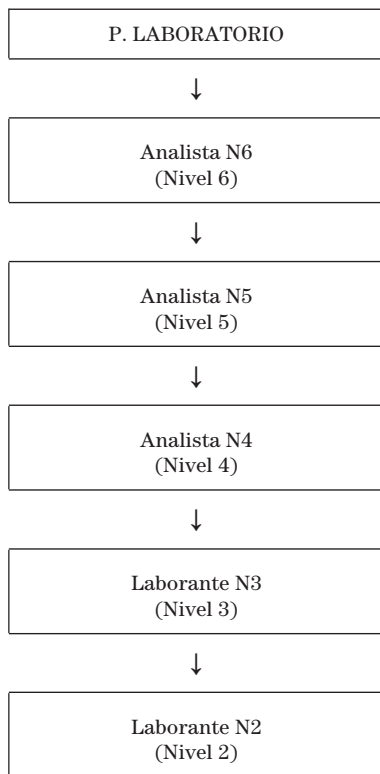 P. LABORATORIO
↓
Analista N6
(Nivel 6)
↓
Analista N5
(Nivel 5)
↓
Analista N4
(Nivel 4)
↓
Laborante N3
(Nivel 3)
↓
Laborante N2
(Nivel 2)